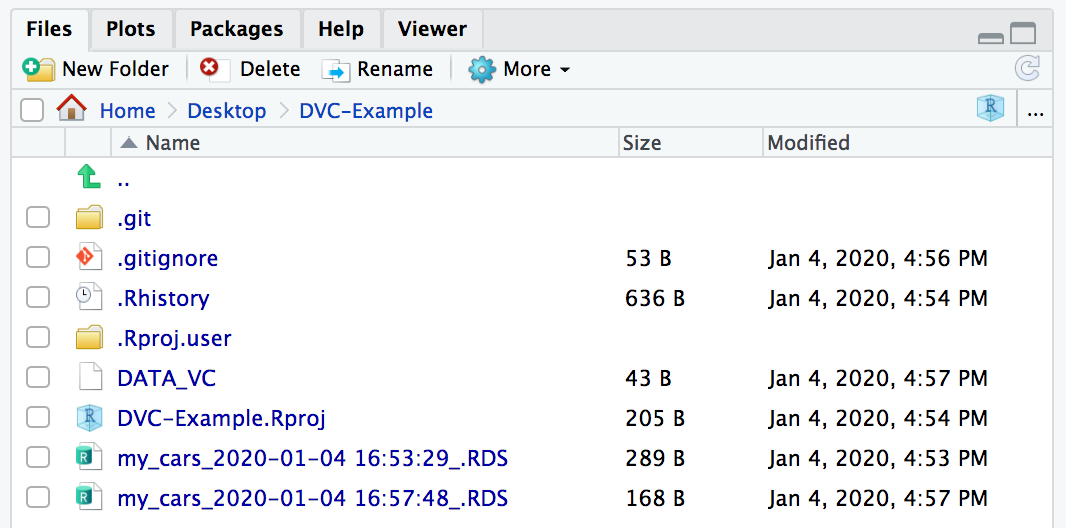 Files Plots Packages Help Viewer
New Folder Delete Rename More
Home Desktop DVC-Example R ...
Name Size Modified
..
.git
.gitignore 53 B Jan 4, 2020, 4:56 PM
.Rhistory 636 B Jan 4, 2020, 4:54 PM
.Rproj.user
DATA_VC 43 B Jan 4, 2020, 4:57 PM
R DVC-Example.Rproj 205 B Jan 4, 2020, 4:54 PM
R my_cars_2020-01-04 16:53:29_.RDS 289 B Jan 4, 2020, 4:53 PM
R my_cars_2020-01-04 16:57:48_.RDS 168 B Jan 4, 2020, 4:57 PM